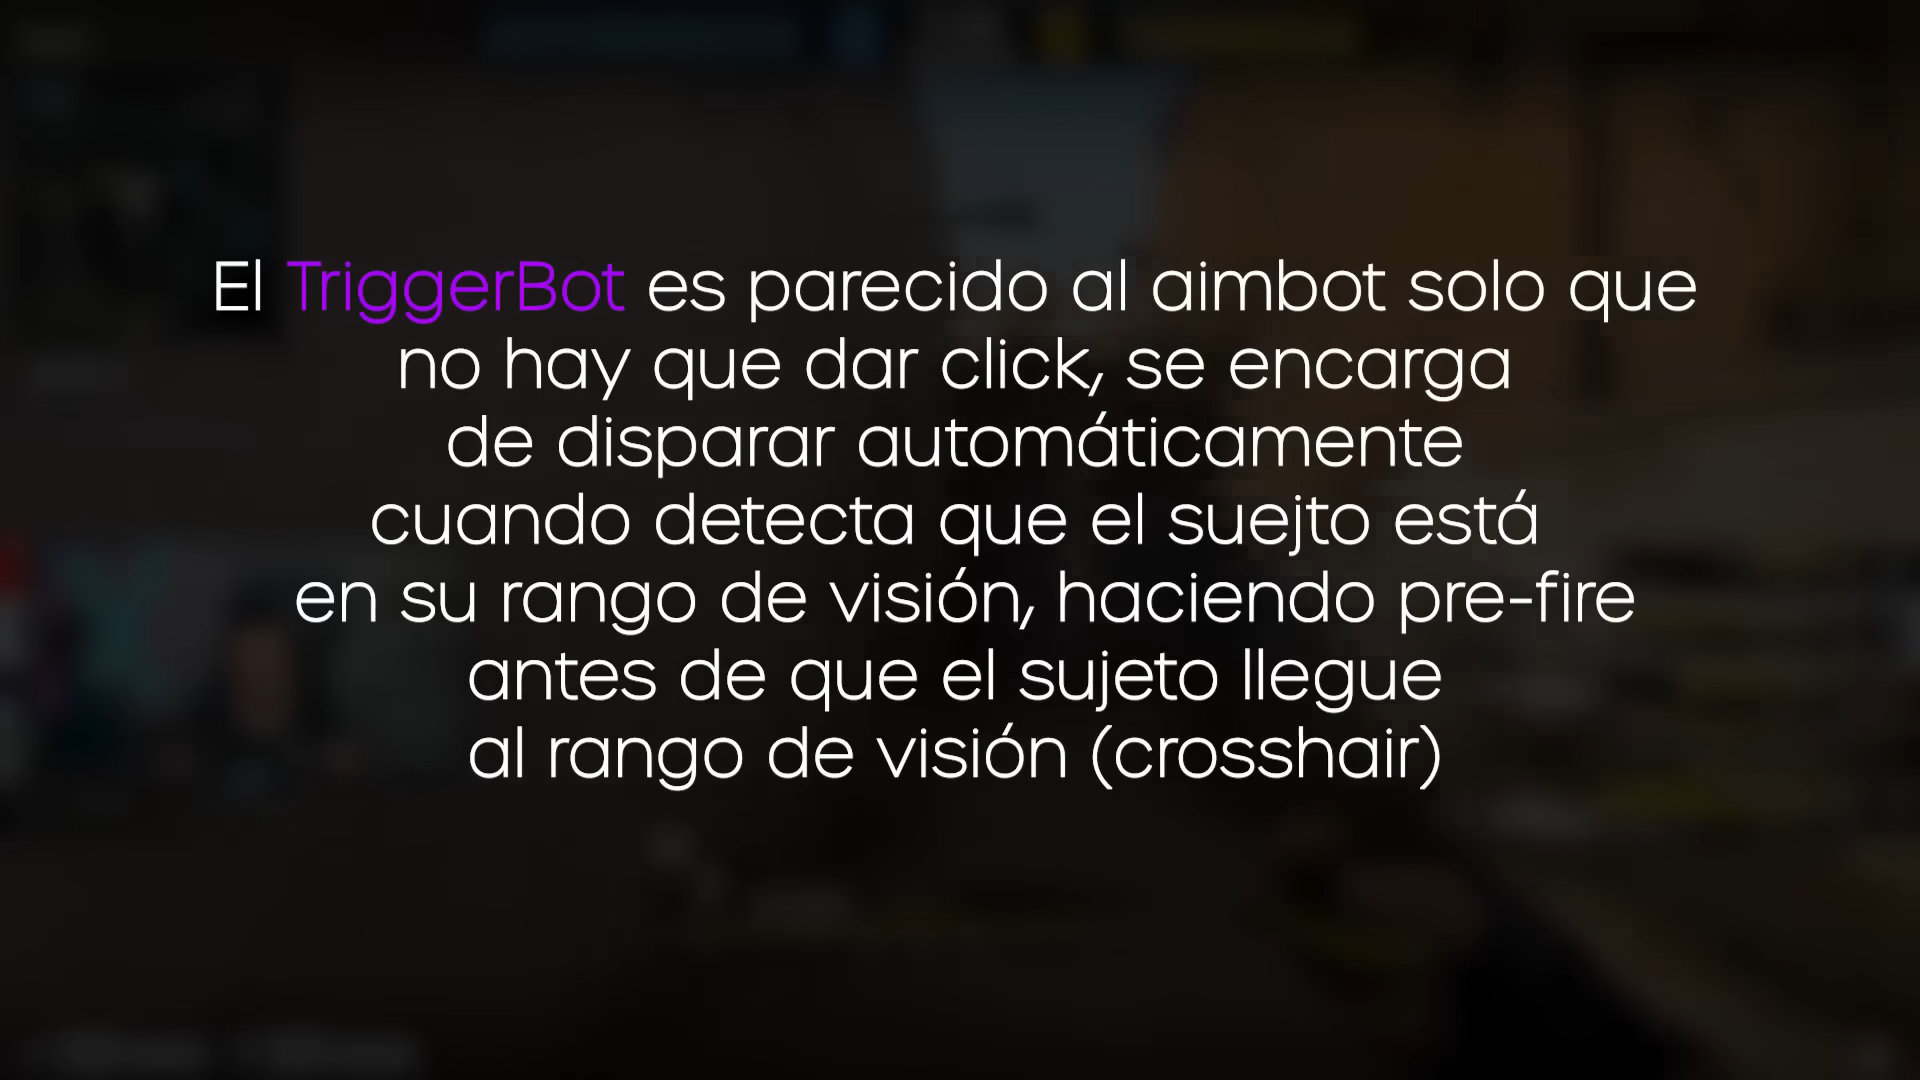 El TriggerBot es parecido al aimbot solo que
no hay que dar click, se encarga
de disparar automáticamente
cuando detecta que el suejto está
en su rango de visión, haciendo pre-fire
antes de que el sujeto llegue
al rango de visión (crosshair)